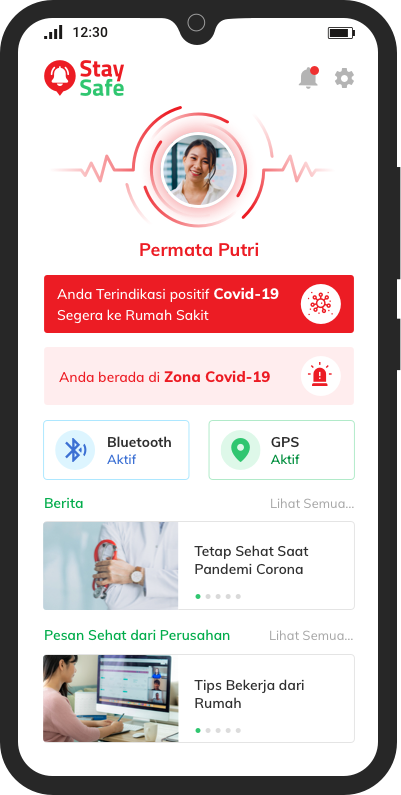 12:30
Stay
Safe
Permata Putri
Anda Terindikasi positif Covid-19
Segera ke Rumah Sakit
Anda berada di Zona Covid-19
Bluetooth
Aktif
GPS
Aktif
Berita
Lihat Semua...
Tetap Sehat Saat
Pandemi Corona
Pesan Sehat dari Perusahan
Lihat Semua...
Tips Bekerja dari
Rumah